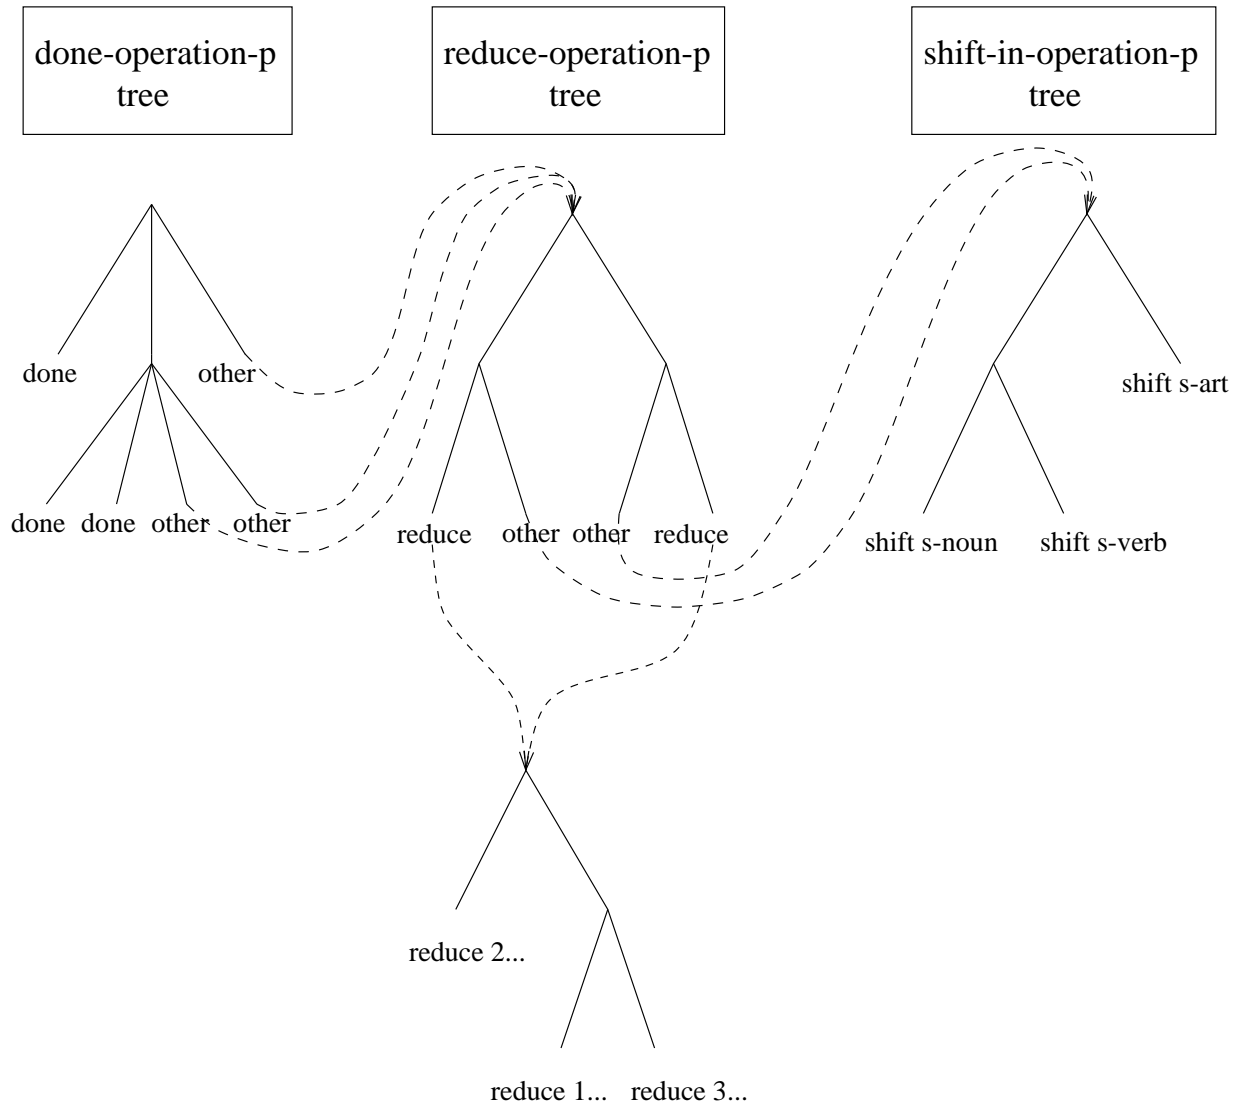 done-operation-p
tree
reduce-operation-p
tree
shift-in-operation-p
tree
done
other
shift s-art
done
done
other
other
reduce
other
other
reduce
shift s-noun
shift s-verb
reduce 2...
reduce 1...
reduce 3...